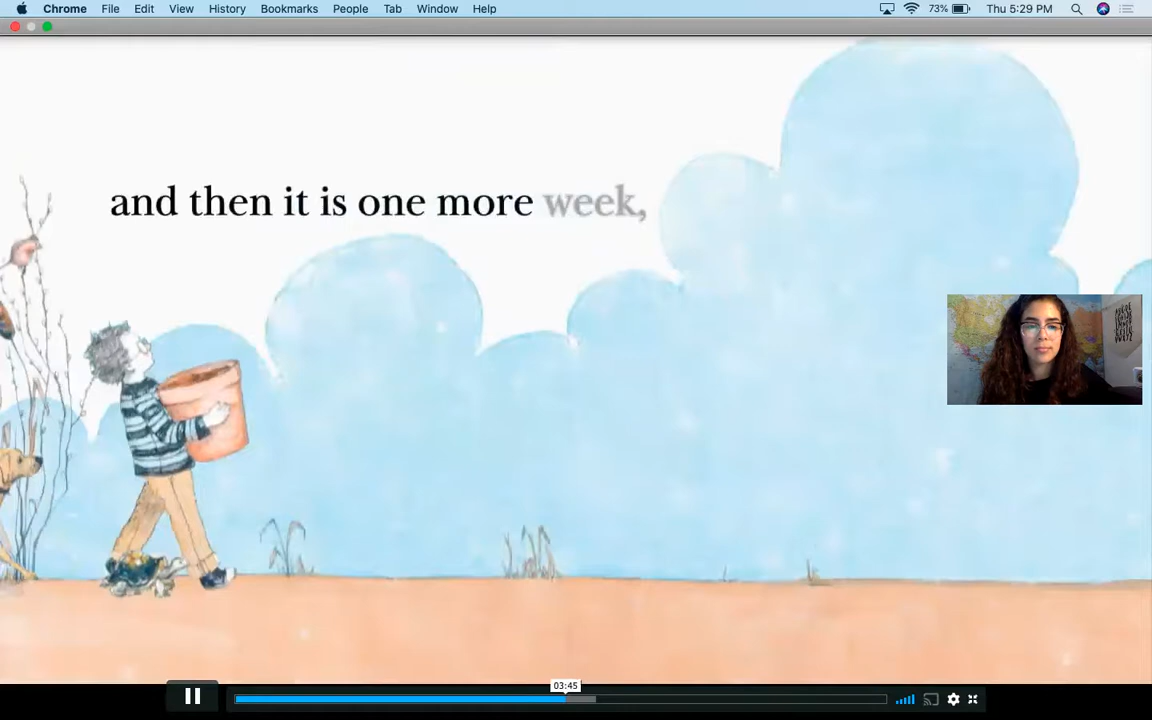 Chrome File Edit View History Bookmarks People Tab Window Help 73% Thu 5:29 PM
and then it is one more week,
03:45